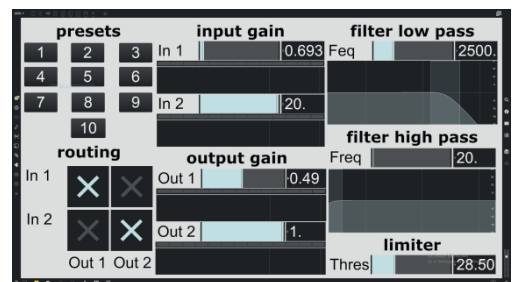 presets
1 2 3
4 5 6
7 8 9
10
routing
In 1
In 2
Out 1 Out 2
input gain
In 1 0.693
In 2 20.
output gain
Out 1 0.49
Out 2 1.
filter low pass
Feq 2500.
filter high pass
Freq 20.
limiter
Thres 28.50